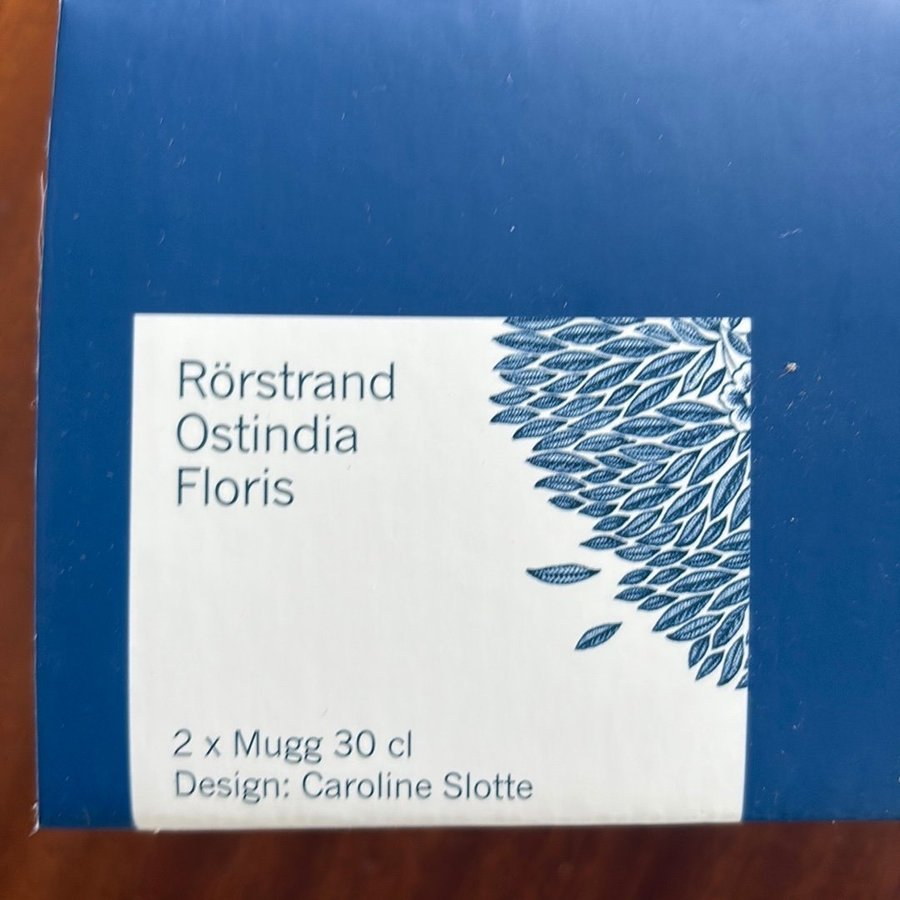 Rörstrand
Ostindia
Floris
2 x Mugg 30 cl
Design: Caroline Slotte